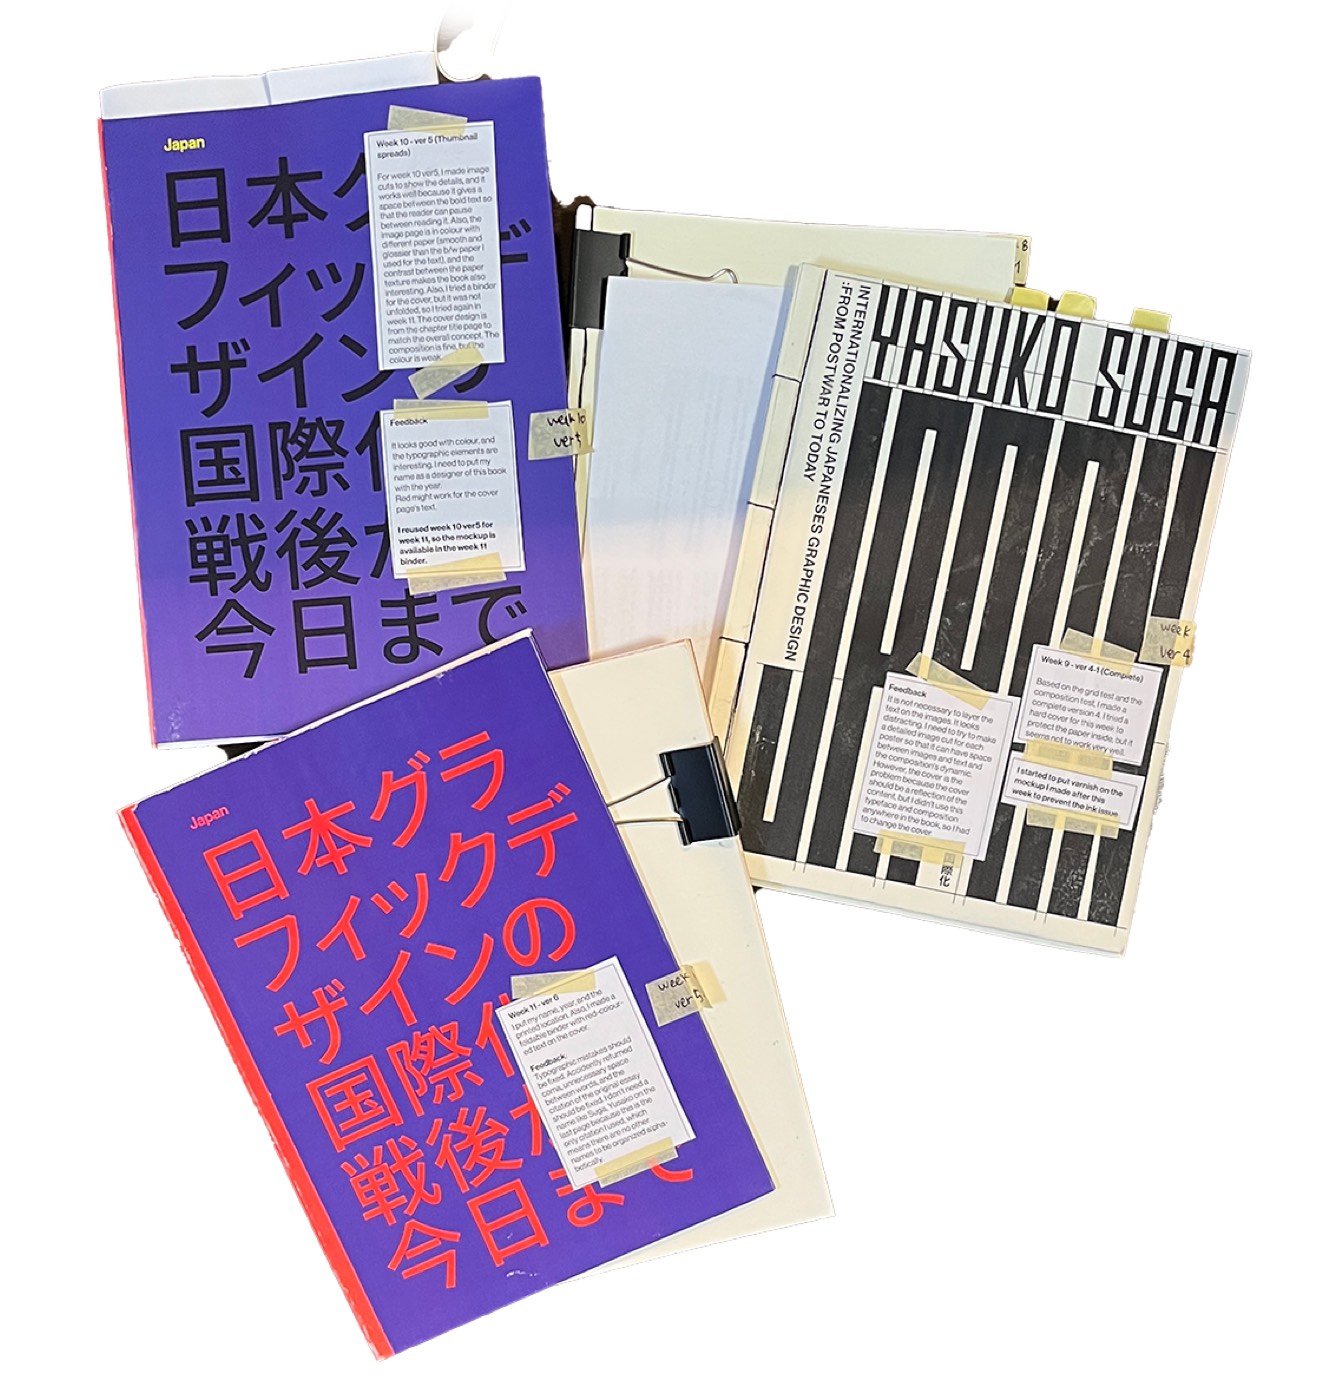 Japan
日本グ
フィッ デ
ザイン
国際化
戦後か
今日まで
Week 10 - ver 5 (Thumbnail
spreads)
For week 10 ver5, I made image
cuts to show the details, and it
works well because it gives a
space between the bold text so
that the reader can pause
between reading it. Also, the
image page is in colour with
different paper (smooth and
glossier than the b/w paper I
used for the text), and the
contrast between the paper
texture makes the book also
interesting. Also, I tried a binder
for the cover, but it was not
unfolded, so I tried again in
week 11. The cover design is
from the chapter title page to
match the overall concept. The
composition is fine, but the
colour is weak.
Feedback
It looks good with colour, and
the typographic elements are
interesting. I need to put my
name as a designer of this book
with the year.
Red might work for the cover
page's text.
I reused week 10 ver5 for
week 11, so the mockup is
available in the week 11
binder.
week 10
ver5
YASUKO SUGA
INTERNATIONALIZING JAPANESES GRAPHIC DESIGN
:FROM POSTWAR TO TODAY
week
ver 4
Week 9 - ver 4-1 (Complete)
Based on the grid test and the
composition test, I made a
complete version 4. I tried a
hard cover for this week to
protect the paper inside, but it
seems not to work very well.
I started to put varnish on the
mockup I made after this
week to prevent the ink issue
Feedback
It is not necessary to layer the
text on the images. It looks
distracting. I need to try to make
a detailed image cut for each
poster so that it can have space
between images and text and
the composition's dynamic.
However, the cover is the
problem because the cover
should be a reflection of the
content, but I didn't use this
typeface and composition
anywhere in the book, so I had
to change the cover
際化
Japan
日本グラ
フィックデ
ザインの
国際化
戦後か
今日まで
week
ver5
Week 11 - ver 6
I put my name, year, and the
printed location. Also, I made a
foldable binder with red-colour-
ed text on the cover.
Feedback:
Typographic mistakes should
be fixed. Accidently returned
coma, unnecessary space
between words, and the
citation of the original essay
should be fixed. I don't need a
name like Suga, Yusako on the
last page because this is the
only citation I used, which
means there are no other
names to be organized alpha-
betically.